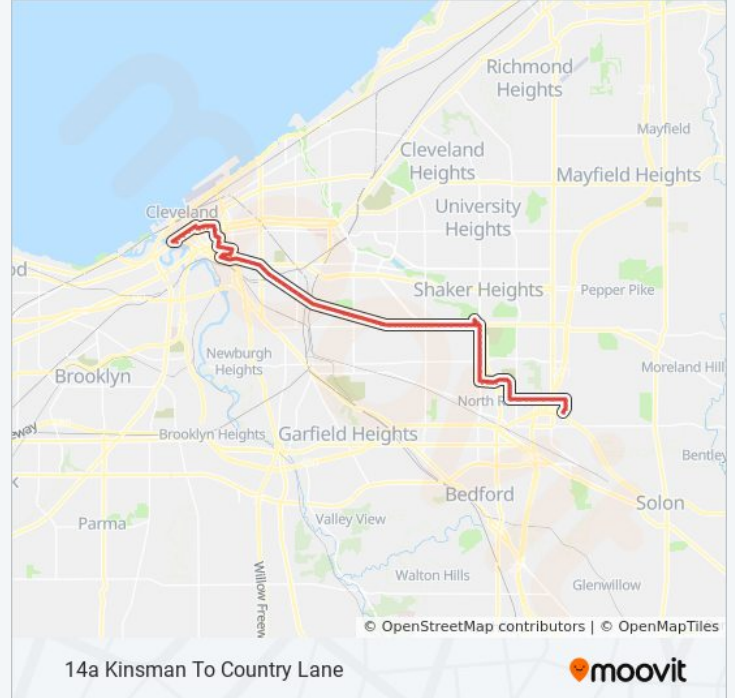 Richmond
Heights
271
Mayfield
Cleveland
Heights
Mayfield Heights
University
Heights
Cleveland
Shaker Heights
Pepper Pike
Newburgh
Heights
Moreland Hill
Brooklyn
North R
Brooklyn Heights
Garfield Heights
way
Bentley
Bedford
Solon
Parma
Valley View
Walton Hills
Glenwillow
Willow Freew
© OpenStreetMap contributors | © OpenMapTiles
14a Kinsman To Country Lane
moovit